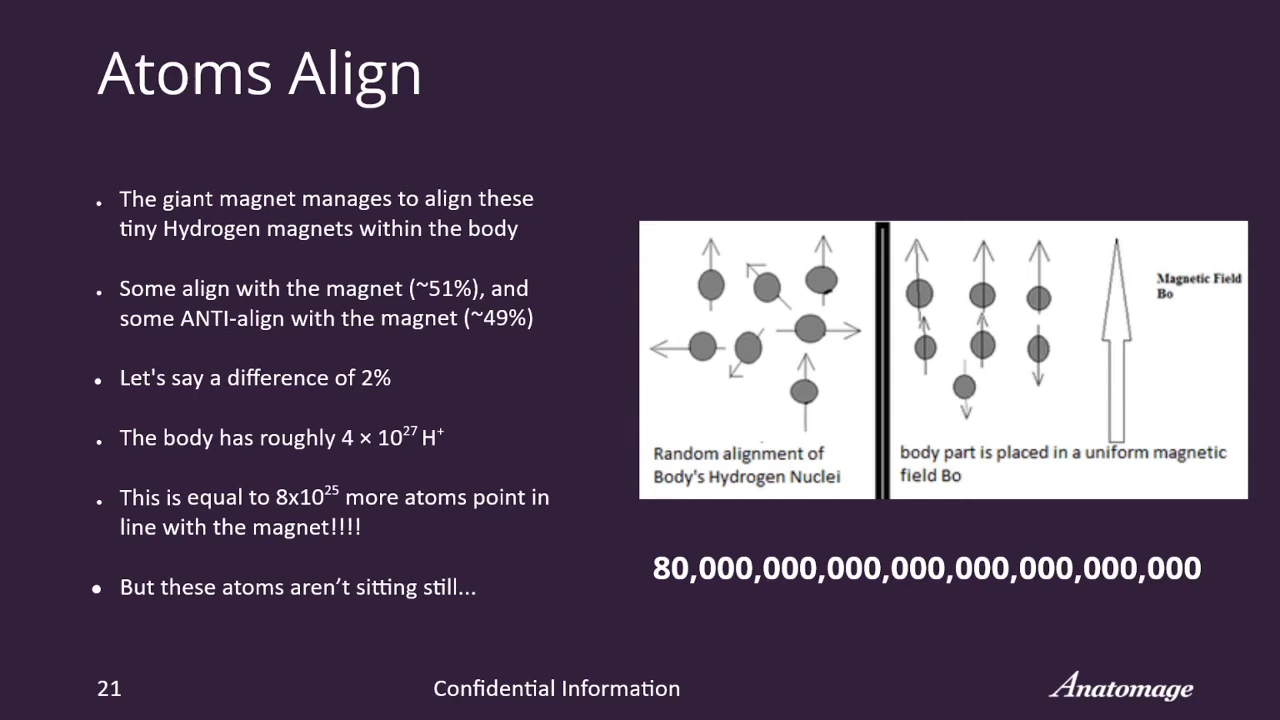 Atoms Align
• The giant magnet manages to align these
tiny Hydrogen magnets within the body
• Some align with the magnet (~51%), and
some ANTI-align with the magnet (~49%)
• Let's say a difference of 2%
• The body has roughly 4 × 10²⁷ H⁺
• This is equal to 8x10²⁵ more atoms point in
line with the magnet!!!!
• But these atoms aren’t sitting still...
Random alignment of
Body's Hydrogen Nuclei
Magnetic Field
Bo
body part is placed in a uniform magnetic
field Bo
80,000,000,000,000,000,000,000,000
21
Confidential Information
Anatomage